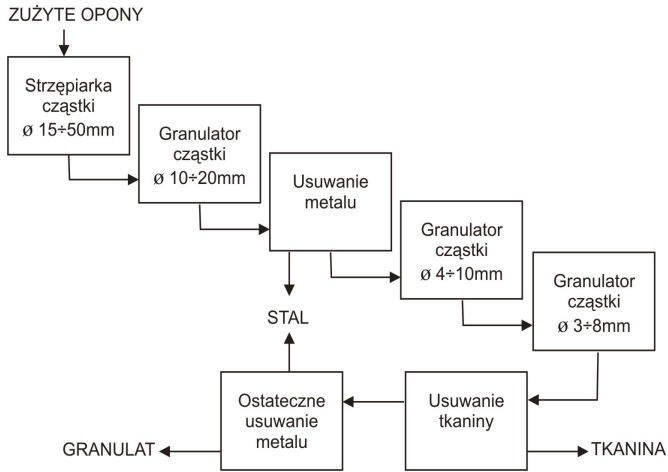 ZUŻYTE OPONY
Strzępiarka
cząstki
ø 15÷50mm
Granulator
cząstki
ø 10÷20mm
Usuwanie
metalu
Granulator
cząstki
ø 4÷10mm
Granulator
cząstki
ø 3÷8mm
STAL
Ostateczne
usuwanie
metalu
Usuwanie
tkaniny
GRANULAT
TKANINA